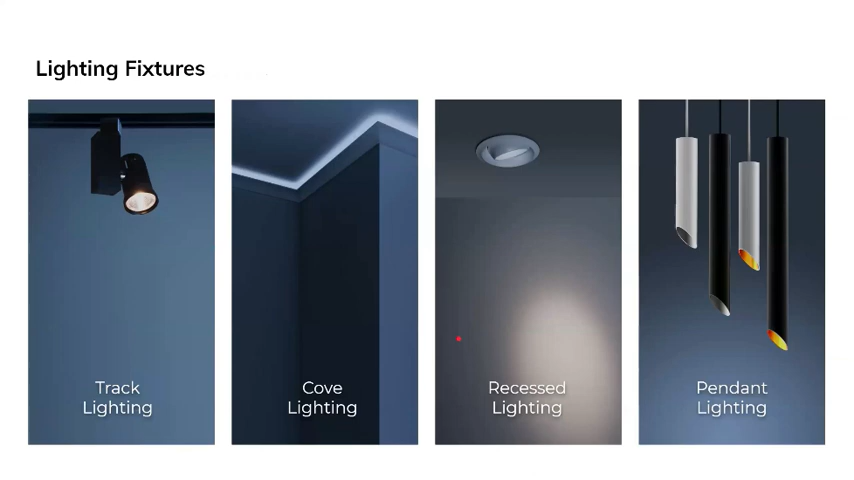 Lighting Fixtures
Track
Lighting
Cove
Lighting
Recessed
Lighting
Pendant
Lighting